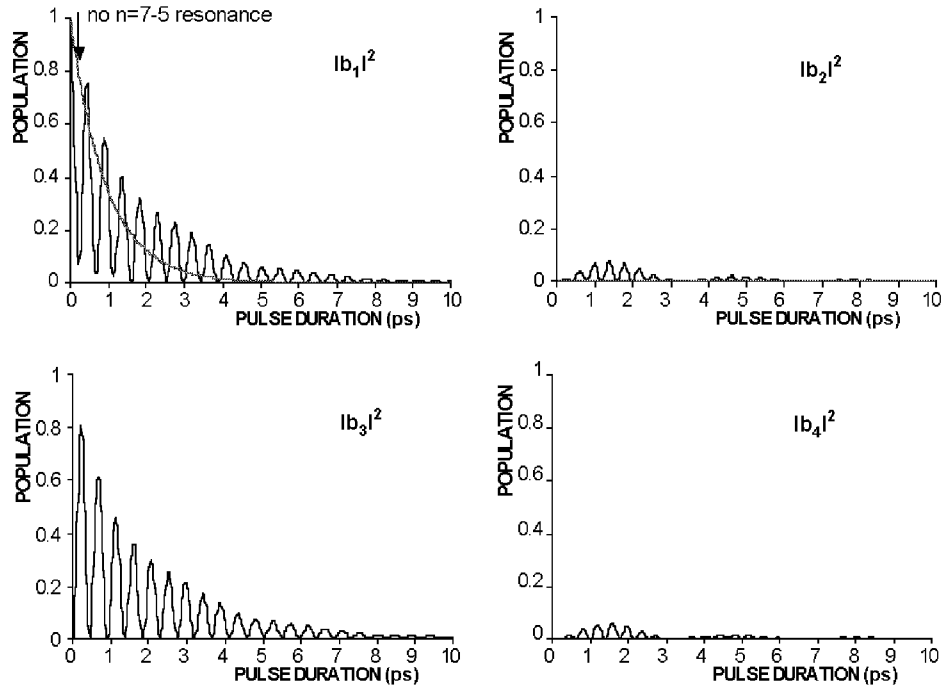 no n=7-5 resonance
POPULATION
1
0.8
0.6
0.4
0.2
0
|b₁|²
0 1 2 3 4 5 6 7 8 9 10
PULSE DURATION (ps)
POPULATION
1
0.8
0.6
0.4
0.2
0
|b₂|²
0 1 2 3 4 5 6 7 8 9 10
PULSE DURATION (ps)
POPULATION
1
0.8
0.6
0.4
0.2
0
|b₃|²
0 1 2 3 4 5 6 7 8 9 10
PULSE DURATION (ps)
POPULATION
1
0.8
0.6
0.4
0.2
0
|b₄|²
0 1 2 3 4 5 6 7 8 9 10
PULSE DURATION (ps)